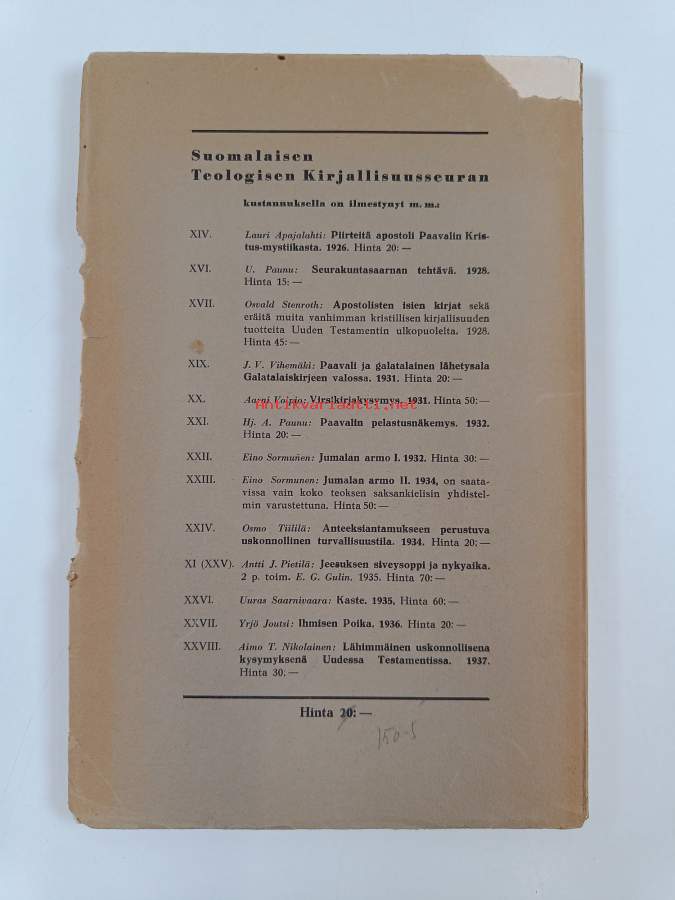 Suomalaisen
Teologisen Kirjallisuusseuran
kustannuksella on ilmestynyt m. m.:
XIV. Lauri Apajalahti: Piirteitä apostoli Paavalin Kris-
tus-mystiikasta. 1926. Hinta 20: —
XVI. U. Paunu: Seurakuntasaarnan tehtävä. 1928.
Hinta 15: —
XVII. Osvald Stenroth: Apostolisten isien kirjat sekä
eräitä muita vanhimman kristillisen kirjallisuuden
tuotteita Uuden Testamentin ulkopuolelta. 1928.
Hinta 45: —
XIX. J. V. Vihemäki: Paavali ja galatalainen lähetysala
Galatalaiskirjeen valossa. 1931. Hinta 20: —
XX. Aarni Voipio: Virsikirjakysymys. 1931. Hinta 50: —
Antikvariaatti.net
XXI. Hj. A. Paunu: Paavalin pelastusnäkemys. 1932.
Hinta 20: —
XXII. Eino Sormunen: Jumalan armo I. 1932. Hinta 30: —
XXIII. Eino Sormunen: Jumalan armo II. 1934, on saata-
vissa vain koko teoksen saksankielisin yhdistel-
min varustettuna. Hinta 50: —
XXIV. Osmo Tiililä: Anteeksiantamukseen perustuva
uskonnollinen turvallisuustila. 1934. Hinta 20: —
XI (XXV). Antti J. Pietilä: Jeesuksen siveysoppi ja nykyaika.
2 p. toim. E. G. Gulin. 1935. Hinta 70: —
XXVI. Uuras Saarnivaara: Kaste. 1935. Hinta 60: —
XXVII. Yrjö Joutsi: Ihmisen Poika. 1936. Hinta 20: —
XXVIII. Aimo T. Nikolainen: Lähimmäinen uskonnollisena
kysymyksenä Uudessa Testamentissa. 1937.
Hinta 30: —
Hinta 20: —